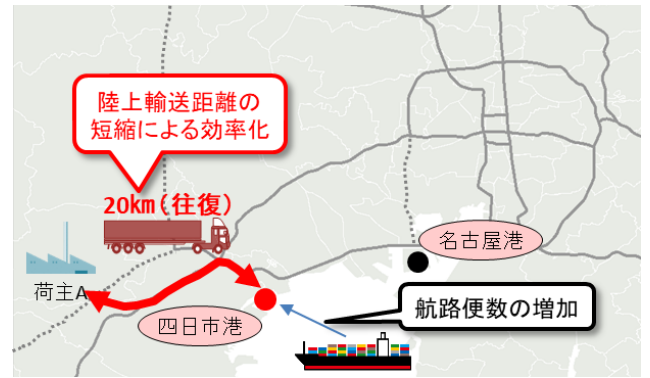 陸上輸送距離の
短縮による効率化
20km(往復)
名古屋港
荷主A
航路便数の増加
四日市港